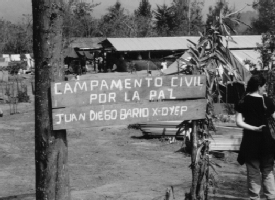 CAMPAMENTO CIVIL
POR LA PAZ
JUAN DIEGO BARIO X-OYEP